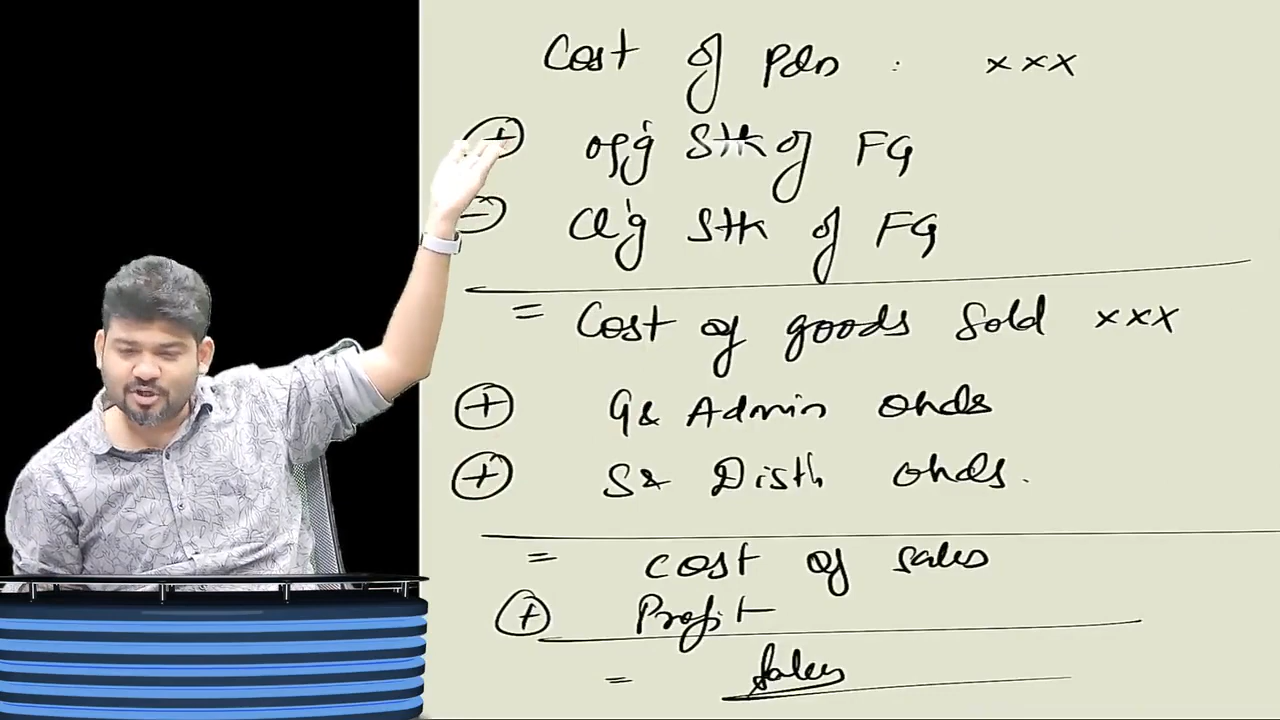 Cost of Pdn : xxx
+ opg Stk of FG
- Clg Stk of FG
= Cost of goods Sold xxx
+ G& Admin ohds
+ S& Distn ohds.
= cost of sales
+ Profit
= Sales